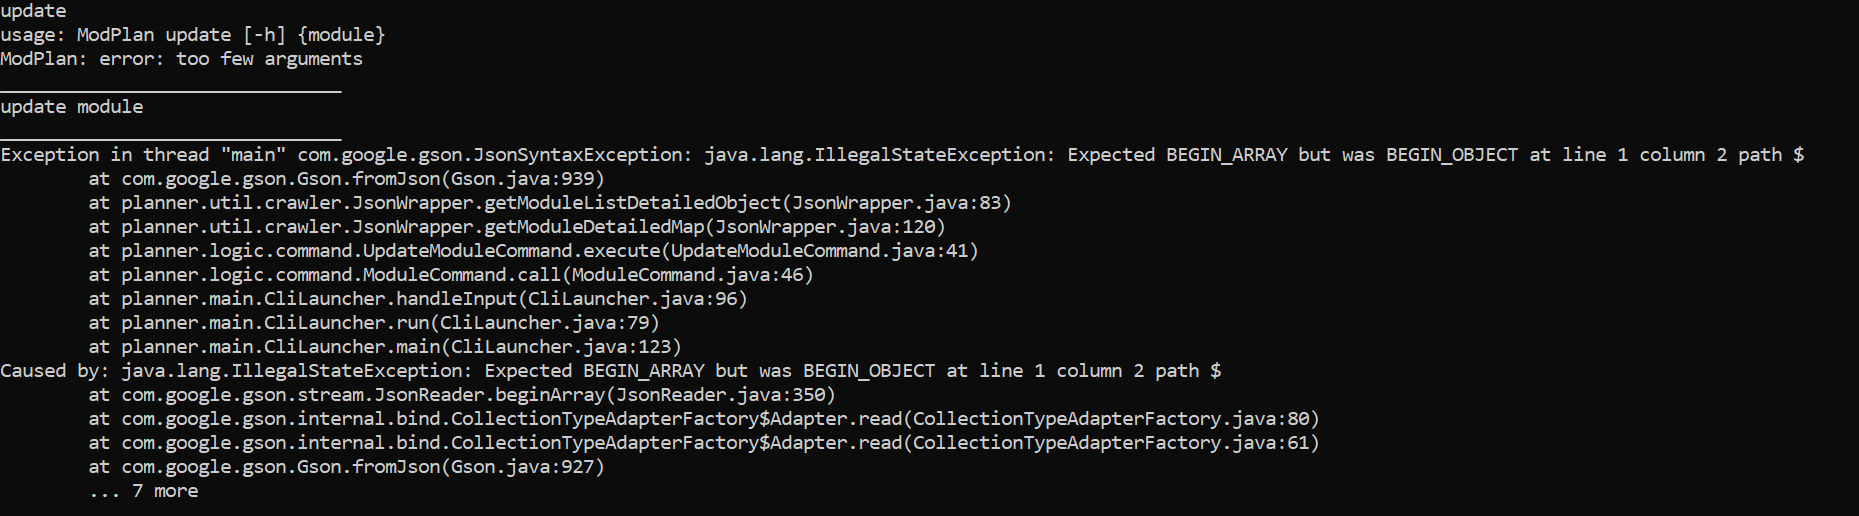 update
usage: ModPlan update [-h] {module}
ModPlan: error: too few arguments
_______________________________
update module
_______________________________
Exception in thread "main" com.google.gson.JsonSyntaxException: java.lang.IllegalStateException: Expected BEGIN_ARRAY but was BEGIN_OBJECT at line 1 column 2 path $
        at com.google.gson.Gson.fromJson(Gson.java:939)
        at planner.util.crawler.JsonWrapper.getModuleListDetailedObject(JsonWrapper.java:83)
        at planner.util.crawler.JsonWrapper.getModuleDetailedMap(JsonWrapper.java:120)
        at planner.logic.command.UpdateModuleCommand.execute(UpdateModuleCommand.java:41)
        at planner.logic.command.ModuleCommand.call(ModuleCommand.java:46)
        at planner.main.CliLauncher.handleInput(CliLauncher.java:96)
        at planner.main.CliLauncher.run(CliLauncher.java:79)
        at planner.main.CliLauncher.main(CliLauncher.java:123)
Caused by: java.lang.IllegalStateException: Expected BEGIN_ARRAY but was BEGIN_OBJECT at line 1 column 2 path $
        at com.google.gson.stream.JsonReader.beginArray(JsonReader.java:350)
        at com.google.gson.internal.bind.CollectionTypeAdapterFactory$Adapter.read(CollectionTypeAdapterFactory.java:80)
        at com.google.gson.internal.bind.CollectionTypeAdapterFactory$Adapter.read(CollectionTypeAdapterFactory.java:61)
        at com.google.gson.Gson.fromJson(Gson.java:927)
        ... 7 more